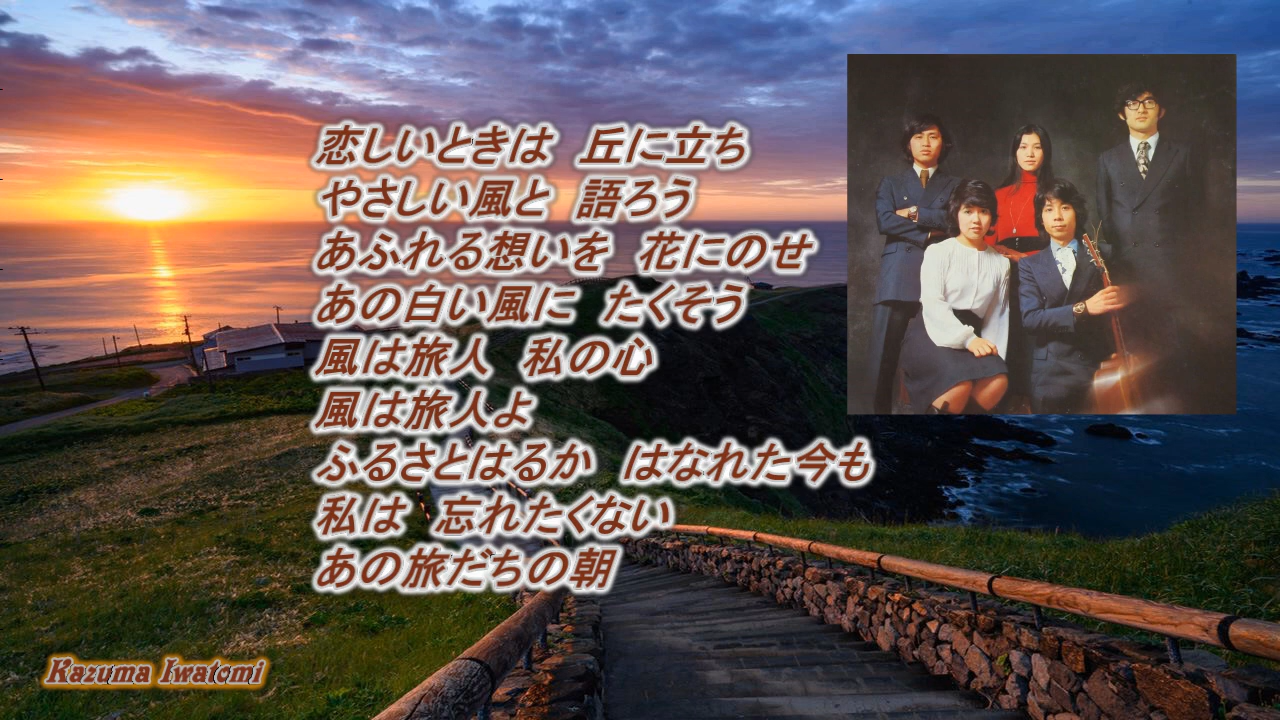 恋しいときは　丘に立ち
やさしい風と　語ろう
あふれる想いを　花にのせ
あの白い風に　たくそう
風は旅人　私の心
風は旅人よ
ふるさとはるか　はなれた今も
私は　忘れたくない
あの旅だちの朝
Kazuma Iwatomi